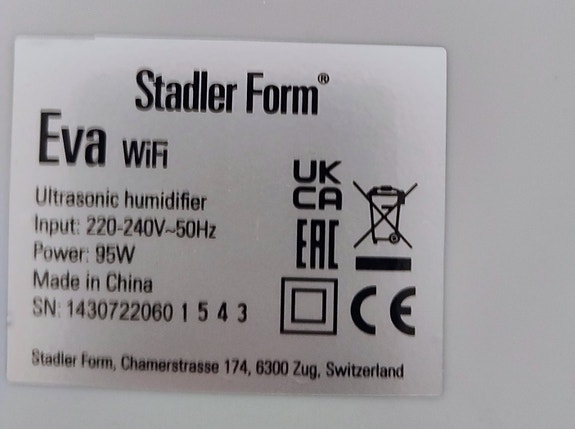 Stadler Form®
Eva WiFi
Ultrasonic humidifier
Input: 220-240V~50Hz
Power: 95W
Made in China
SN: 1430722060 1 5 4 3
UK
CA
EAC
CE
Stadler Form, Chamerstrasse 174, 6300 Zug, Switzerland